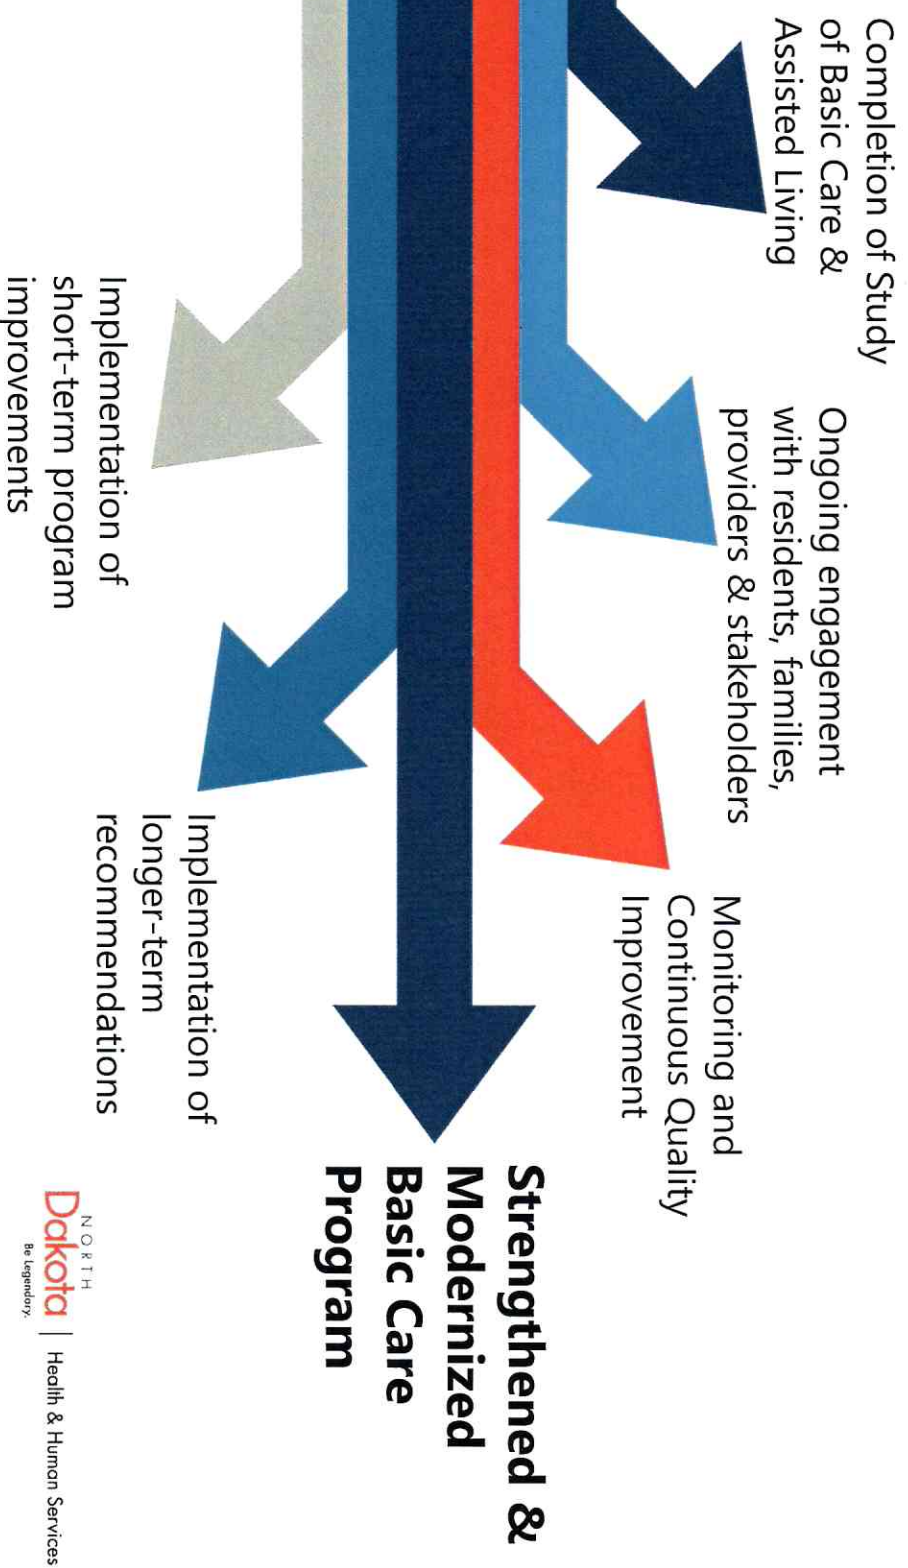 Completion of Study
of Basic Care &
Assisted Living
Ongoing engagement
with residents, families,
providers & stakeholders
Monitoring and
Continuous Quality
Improvement
Strengthened &
Modernized
Basic Care
Program
Implementation of
short-term program
improvements
Implementation of
longer-term
recommendations
NORTH
Dakota | Health & Human Services
Be Legendary.